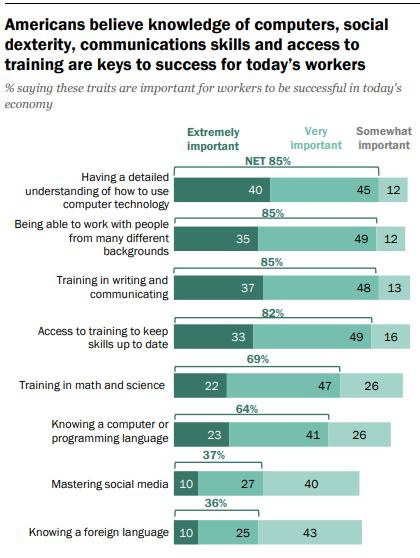 Americans believe knowledge of computers, social
dexterity, communications skills and access to
training are keys to success for today's workers
% saying these traits are important for workers to be successful in today's
economy
Extremely Very Somewhat
important important important
NET 85%
Having a detailed
understanding of how to use
computer technology
40 45 12
85%
Being able to work with people
from many different
backgrounds
35 49 12
85%
Training in writing and
communicating
37 48 13
82%
Access to training to keep
skills up to date
33 49 16
69%
Training in math and science 22 47 26
64%
Knowing a computer or
programming language
23 41 26
37%
Mastering social media 10 27 40
36%
Knowing a foreign language 10 25 43